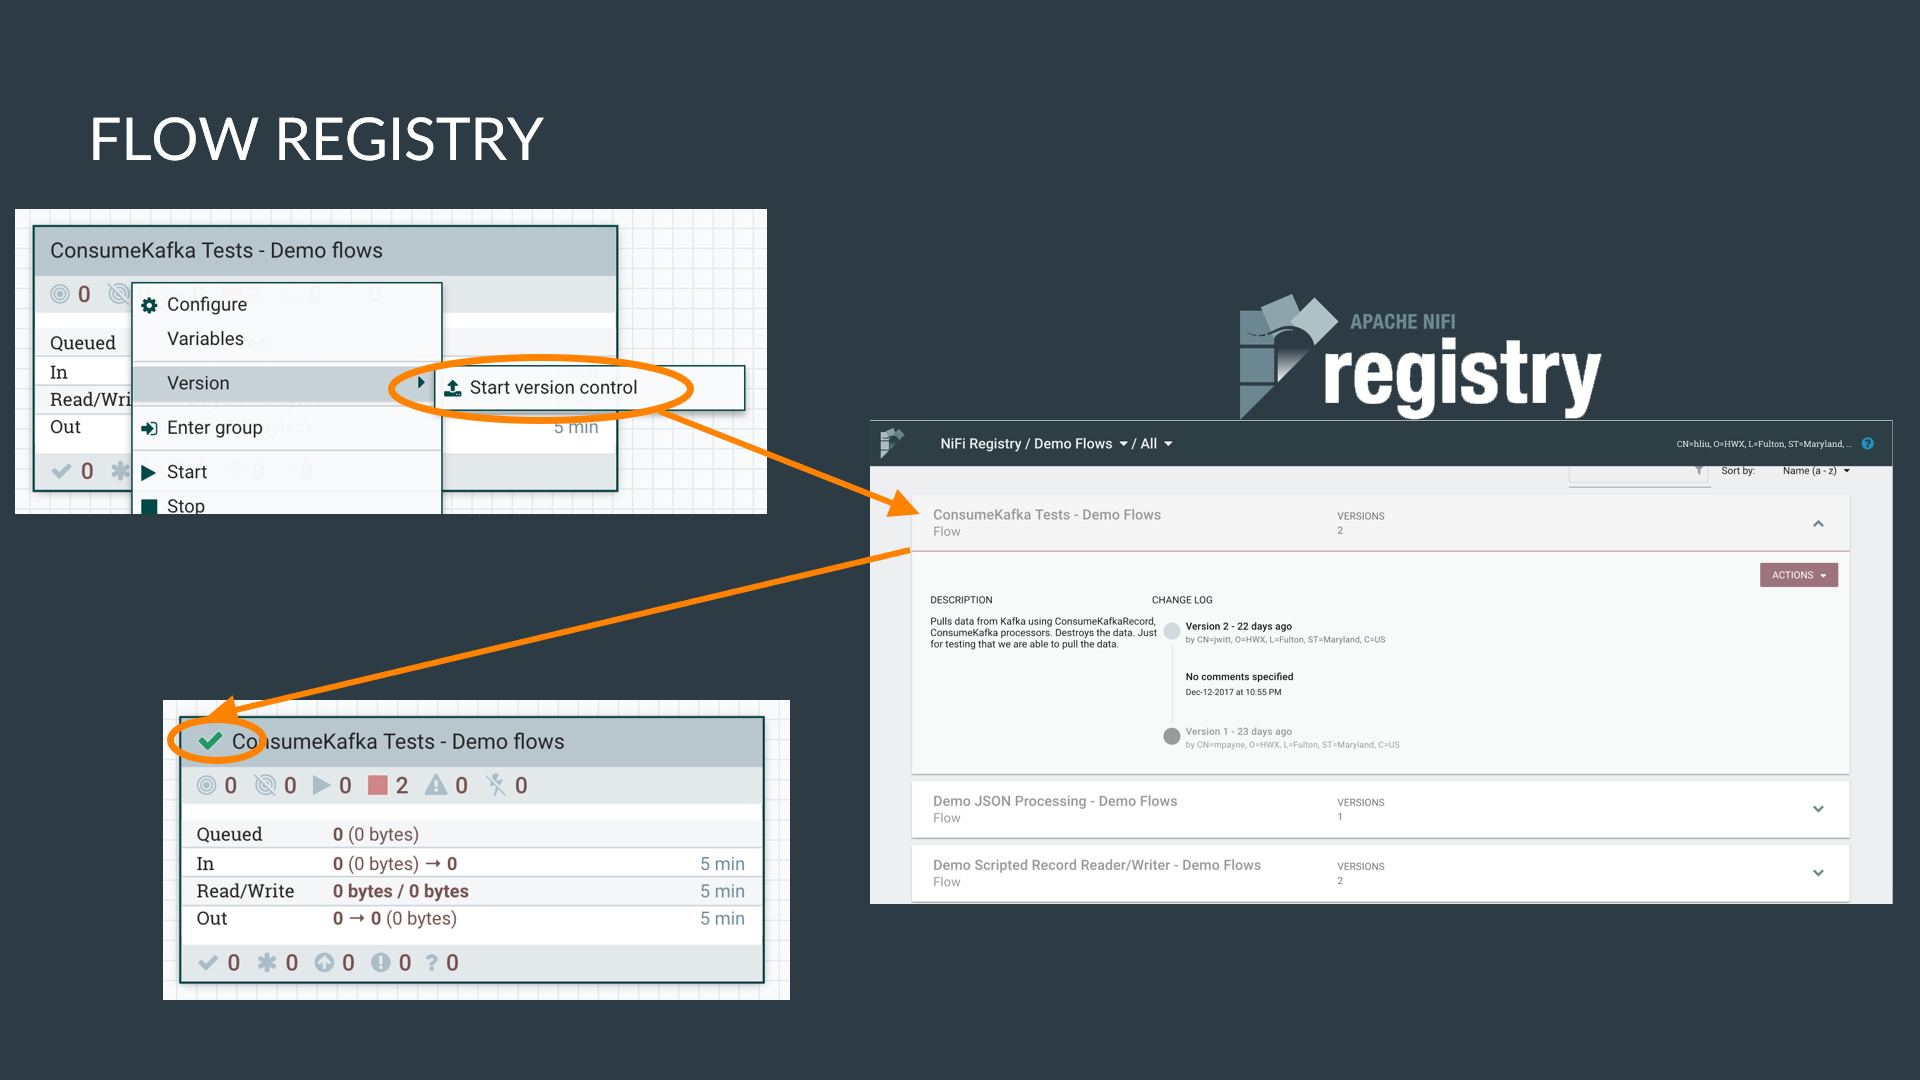 FLOW REGISTRY
ConsumeKafka Tests - Demo flows
0
Configure
Variables
Queued
In
Version
Start version control
Read/Wri
Out
Enter group
5 min
0
Start
Stop
APACHE NIFI
registry
NiFi Registry / Demo Flows / All
CN=hliu, O=HWX, L=Fulton, ST=Maryland, ...
?
Sort by:
Name (a - z)
ConsumeKafka Tests - Demo Flows
Flow
VERSIONS
2
ACTIONS
DESCRIPTION
Pulls data from Kafka using ConsumeKafkaRecord,
ConsumeKafka processors. Destroys the data. Just
for testing that we are able to pull the data.
CHANGE LOG
Version 2 - 22 days ago
by CN=jwitt, O=HWX, L=Fulton, ST=Maryland, C=US
No comments specified
Dec-12-2017 at 10:55 PM
Version 1 - 23 days ago
by CN=mpayne, O=HWX, L=Fulton, ST=Maryland, C=US
Demo JSON Processing - Demo Flows
Flow
VERSIONS
1
Demo Scripted Record Reader/Writer - Demo Flows
Flow
VERSIONS
2
ConsumeKafka Tests - Demo flows
0 0 0 2 0 0
Queued 0 (0 bytes)
In 0 (0 bytes) → 0 5 min
Read/Write 0 bytes / 0 bytes 5 min
Out 0 → 0 (0 bytes) 5 min
0 0 0 0 ? 0